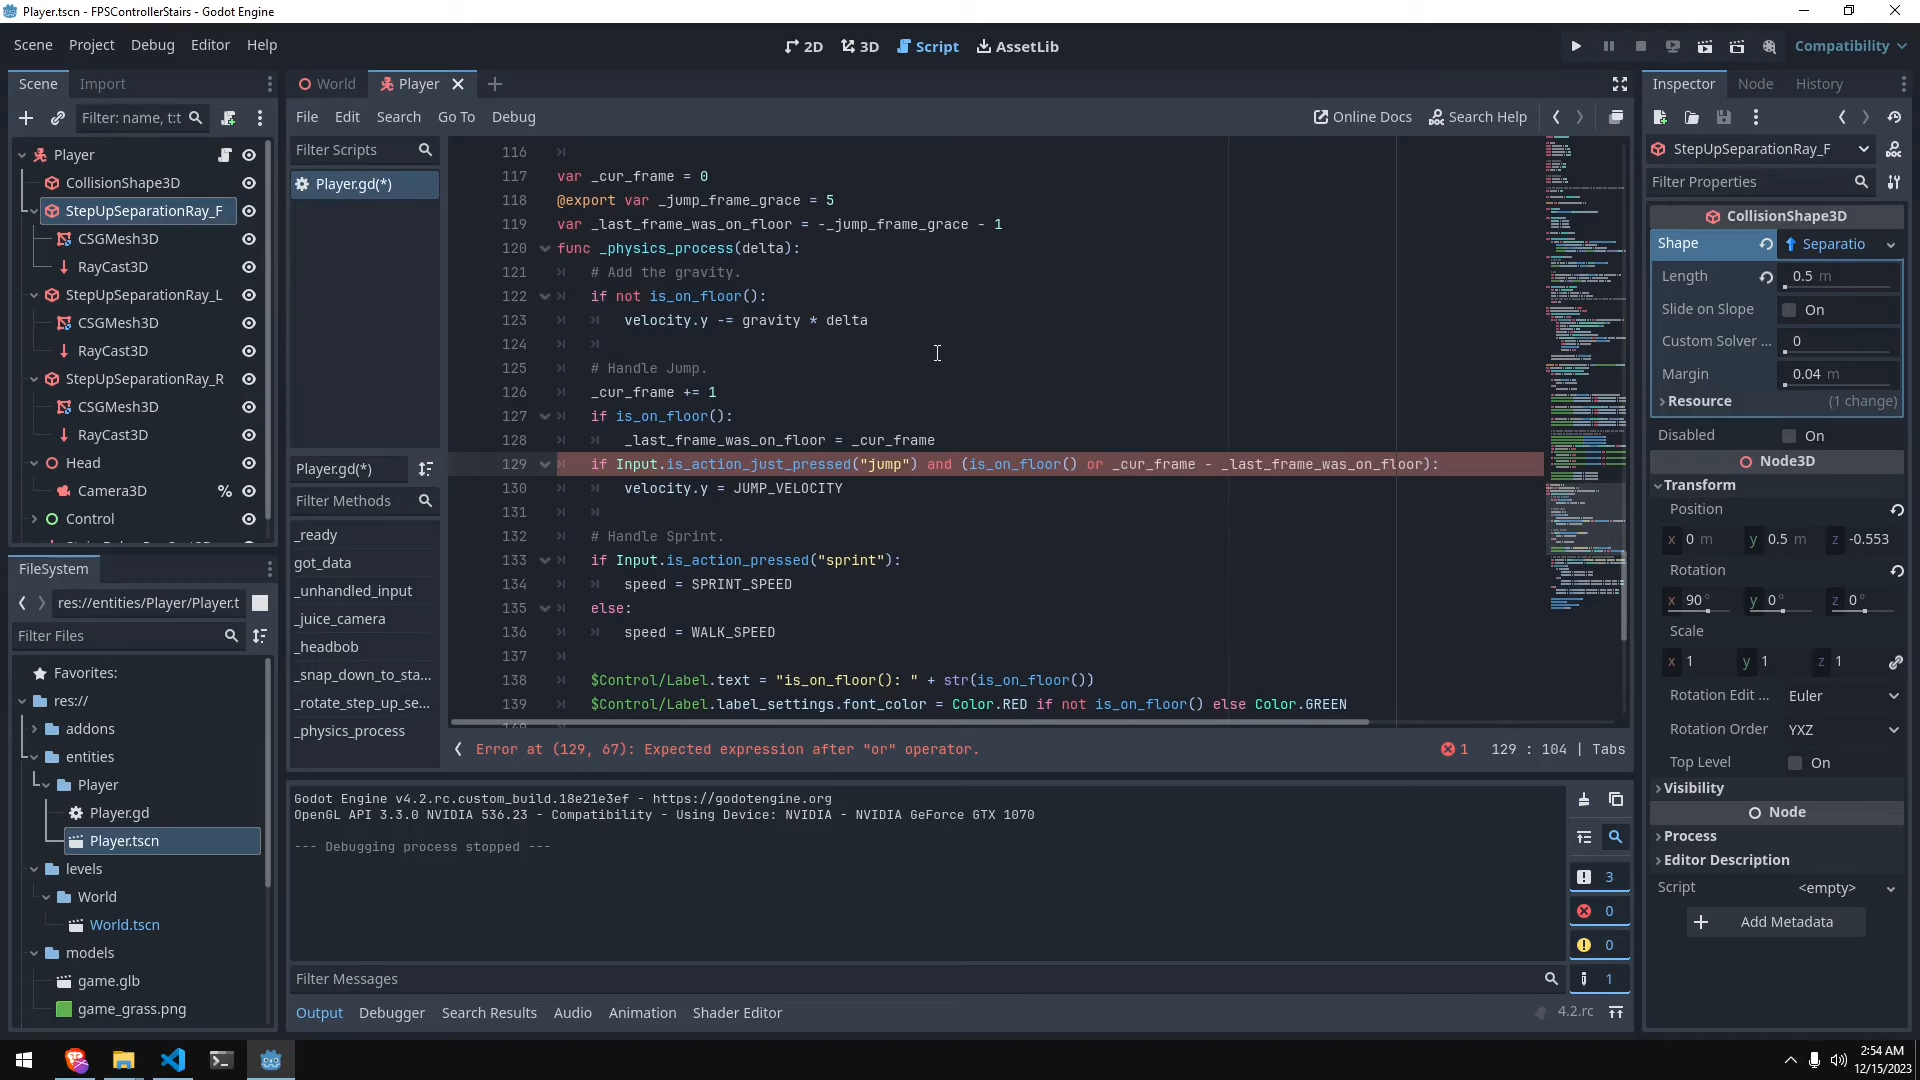 Player.tscn - FPSControllerStairs - Godot Engine
Scene Project Debug Editor Help
2D 3D Script AssetLib
Compatibility
Scene Import
World Player
Inspector Node History
Filter: name, t:t
File Edit Search Go To Debug
Online Docs Search Help
Player
CollisionShape3D
StepUpSeparationRay_F
CSGMesh3D
RayCast3D
StepUpSeparationRay_L
CSGMesh3D
RayCast3D
StepUpSeparationRay_R
CSGMesh3D
RayCast3D
Head
Camera3D
Control
FileSystem
res://entities/Player/Player.t
Filter Files
Favorites:
res://
addons
entities
Player
Player.gd
Player.tscn
levels
World
World.tscn
models
game.glb
game_grass.png
Filter Scripts
Player.gd(*)
Player.gd(*)
Filter Methods
_ready
got_data
_unhandled_input
_juice_camera
_headbob
_snap_down_to_sta...
_rotate_step_up_se...
_physics_process
116
117 var _cur_frame = 0
118 @export var _jump_frame_grace = 5
119 var _last_frame_was_on_floor = -_jump_frame_grace - 1
120 func _physics_process(delta):
121 # Add the gravity.
122 if not is_on_floor():
123 velocity.y -= gravity * delta
124
125 # Handle Jump.
126 _cur_frame += 1
127 if is_on_floor():
128 _last_frame_was_on_floor = _cur_frame
129 if Input.is_action_just_pressed("jump") and (is_on_floor() or _cur_frame - _last_frame_was_on_floor):
130 velocity.y = JUMP_VELOCITY
131
132 # Handle Sprint.
133 if Input.is_action_pressed("sprint"):
134 speed = SPRINT_SPEED
135 else:
136 speed = WALK_SPEED
137
138 $Control/Label.text = "is_on_floor(): " + str(is_on_floor())
139 $Control/Label.label_settings.font_color = Color.RED if not is_on_floor() else Color.GREEN
Error at (129, 67): Expected expression after "or" operator.
1 129 : 104 | Tabs
Godot Engine v4.2.rc.custom_build.18e21e3ef - https://godotengine.org
OpenGL API 3.3.0 NVIDIA 536.23 - Compatibility - Using Device: NVIDIA - NVIDIA GeForce GTX 1070
--- Debugging process stopped ---
3
0
0
1
Filter Messages
Output Debugger Search Results Audio Animation Shader Editor
4.2.rc
StepUpSeparationRay_F
Filter Properties
CollisionShape3D
Shape Separatio
Length 0.5 m
Slide on Slope On
Custom Solver ... 0
Margin 0.04 m
Resource (1 change)
Disabled On
Node3D
Transform
Position
x 0 m y 0.5 m z -0.553
Rotation
x 90 ° y 0 ° z 0 °
Scale
x 1 y 1 z 1
Rotation Edit ... Euler
Rotation Order YXZ
Top Level On
Visibility
Node
Process
Editor Description
Script <empty>
Add Metadata
2:54 AM
12/15/2023